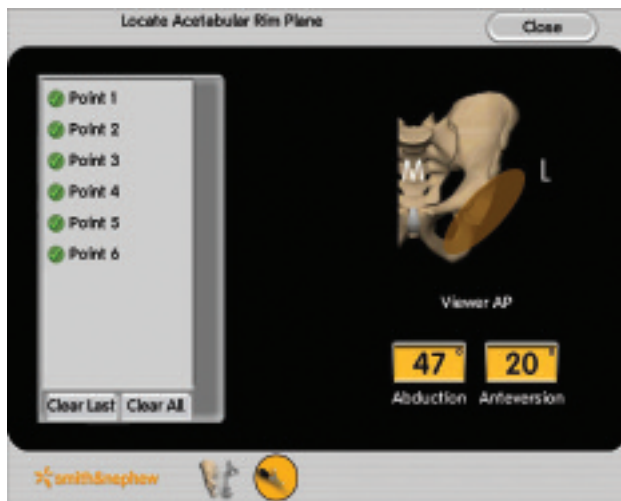 Locate Acetabular Rim Plane
Close
Point 1
Point 2
Point 3
Point 4
Point 5
Point 6
Clear Last Clear All
M L
Viewer AP
47° 20°
Abduction Anteversion
smith&nephew